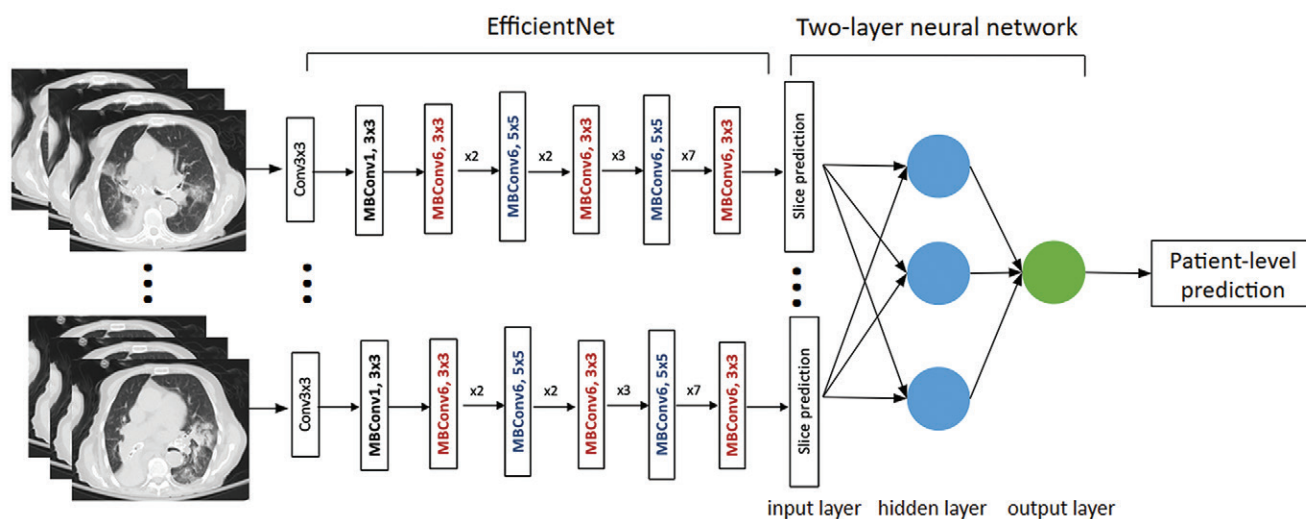 EfficientNet
Two-layer neural network
Conv3x3
MBConv1, 3x3
MBConv6, 3x3
x2
MBConv6, 5x5
x2
MBConv6, 3x3
x3
MBConv6, 5x5
x7
MBConv6, 3x3
Slice prediction
Patient-level
prediction
Conv3x3
MBConv1, 3x3
MBConv6, 3x3
x2
MBConv6, 5x5
x2
MBConv6, 3x3
x3
MBConv6, 5x5
x7
MBConv6, 3x3
Slice prediction
input layer
hidden layer
output layer